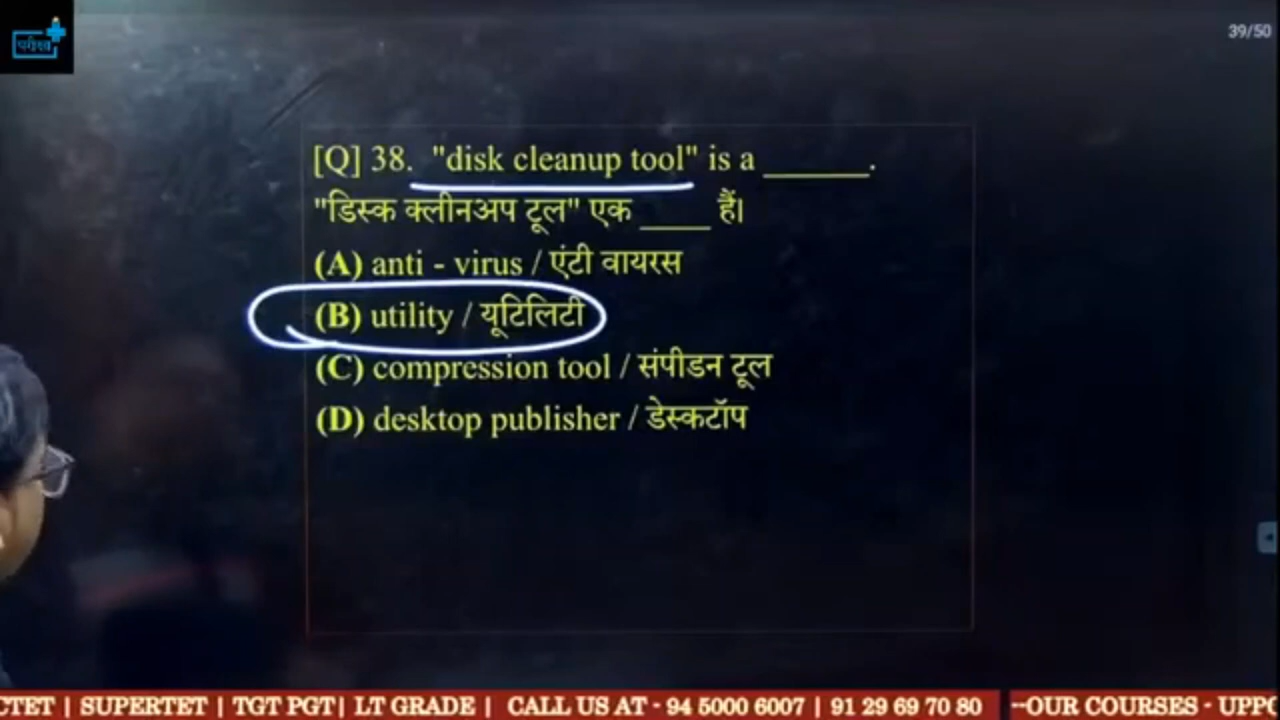 परीक्षा
39/50
[Q] 38. "disk cleanup tool" is a ______.
"डिस्क क्लीनअप टूल" एक ____ हैं।
(A) anti - virus / एंटी वायरस
(B) utility / यूटिलिटी
(C) compression tool / संपीडन टूल
(D) desktop publisher / डेस्कटॉप
CTET | SUPERTET | TGT PGT| LT GRADE | CALL US AT - 94 5000 6007 | 91 29 69 70 80 --OUR COURSES - UPPC